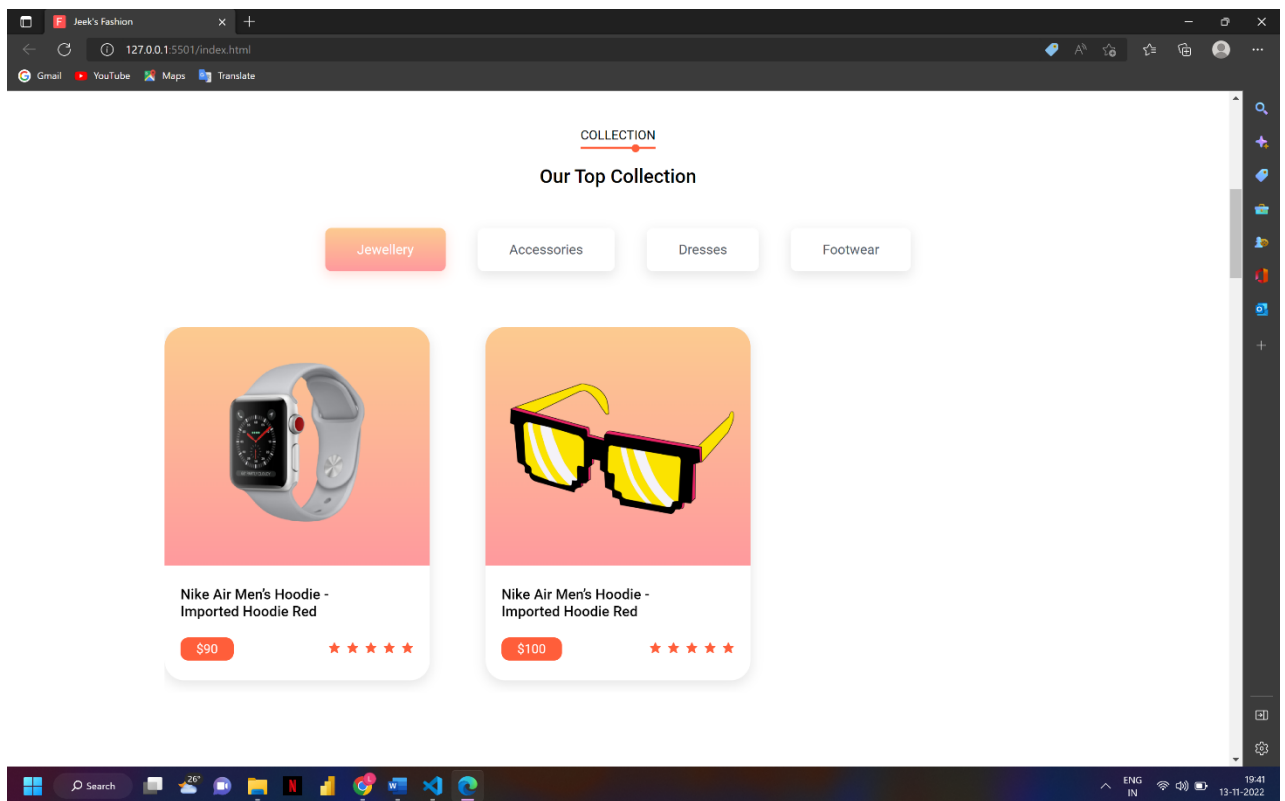 F Jeek's Fashion
127.0.0.1:5501/index.html
Gmail YouTube Maps Translate
COLLECTION
Our Top Collection
Jewellery Accessories Dresses Footwear
Nike Air Men's Hoodie - 
Imported Hoodie Red
$90
Nike Air Men's Hoodie - 
Imported Hoodie Red
$100
Search 26° N ENG 19:41
IN 13-11-2022